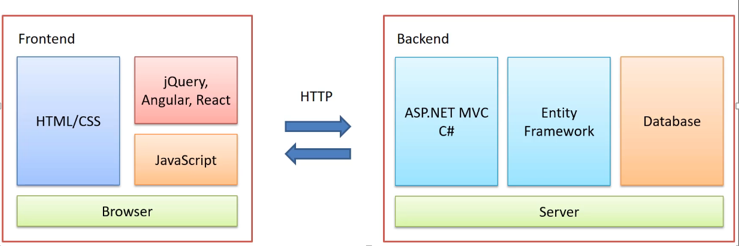 Frontend
HTML/CSS
jQuery,
Angular, React
JavaScript
Browser
HTTP
Backend
ASP.NET MVC
C#
Entity
Framework
Database
Server